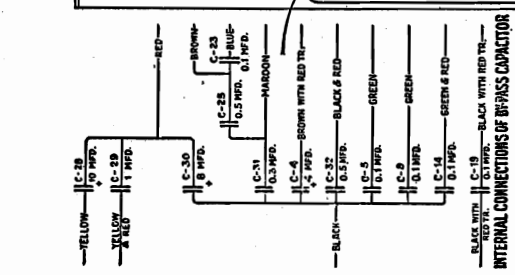 YELLOW
C-28
10 MFD.
+
RED
YELLOW
& RED
C-29
1 MFD.
C-30
8 MFD.
+
BROWN
C-23
BLUE
0.1 MFD.
C-25
0.5 MFD.
C-31
0.3 MFD.
MAROON
C-4
.4 MFD.
+
BROWN WITH RED TR.
BLACK
C-32
0.5 MFD.
BLACK & RED
0.1 MFD.
GREEN
0.1 MFD.
GREEN
C-14
0.1 MFD.
GREEN & RED
BLACK WITH
RED TR.
C-19
0.1 MFD.
BLACK WITH RED TR.
INTERNAL CONNECTIONS OF BY-PASS CAPACITOR